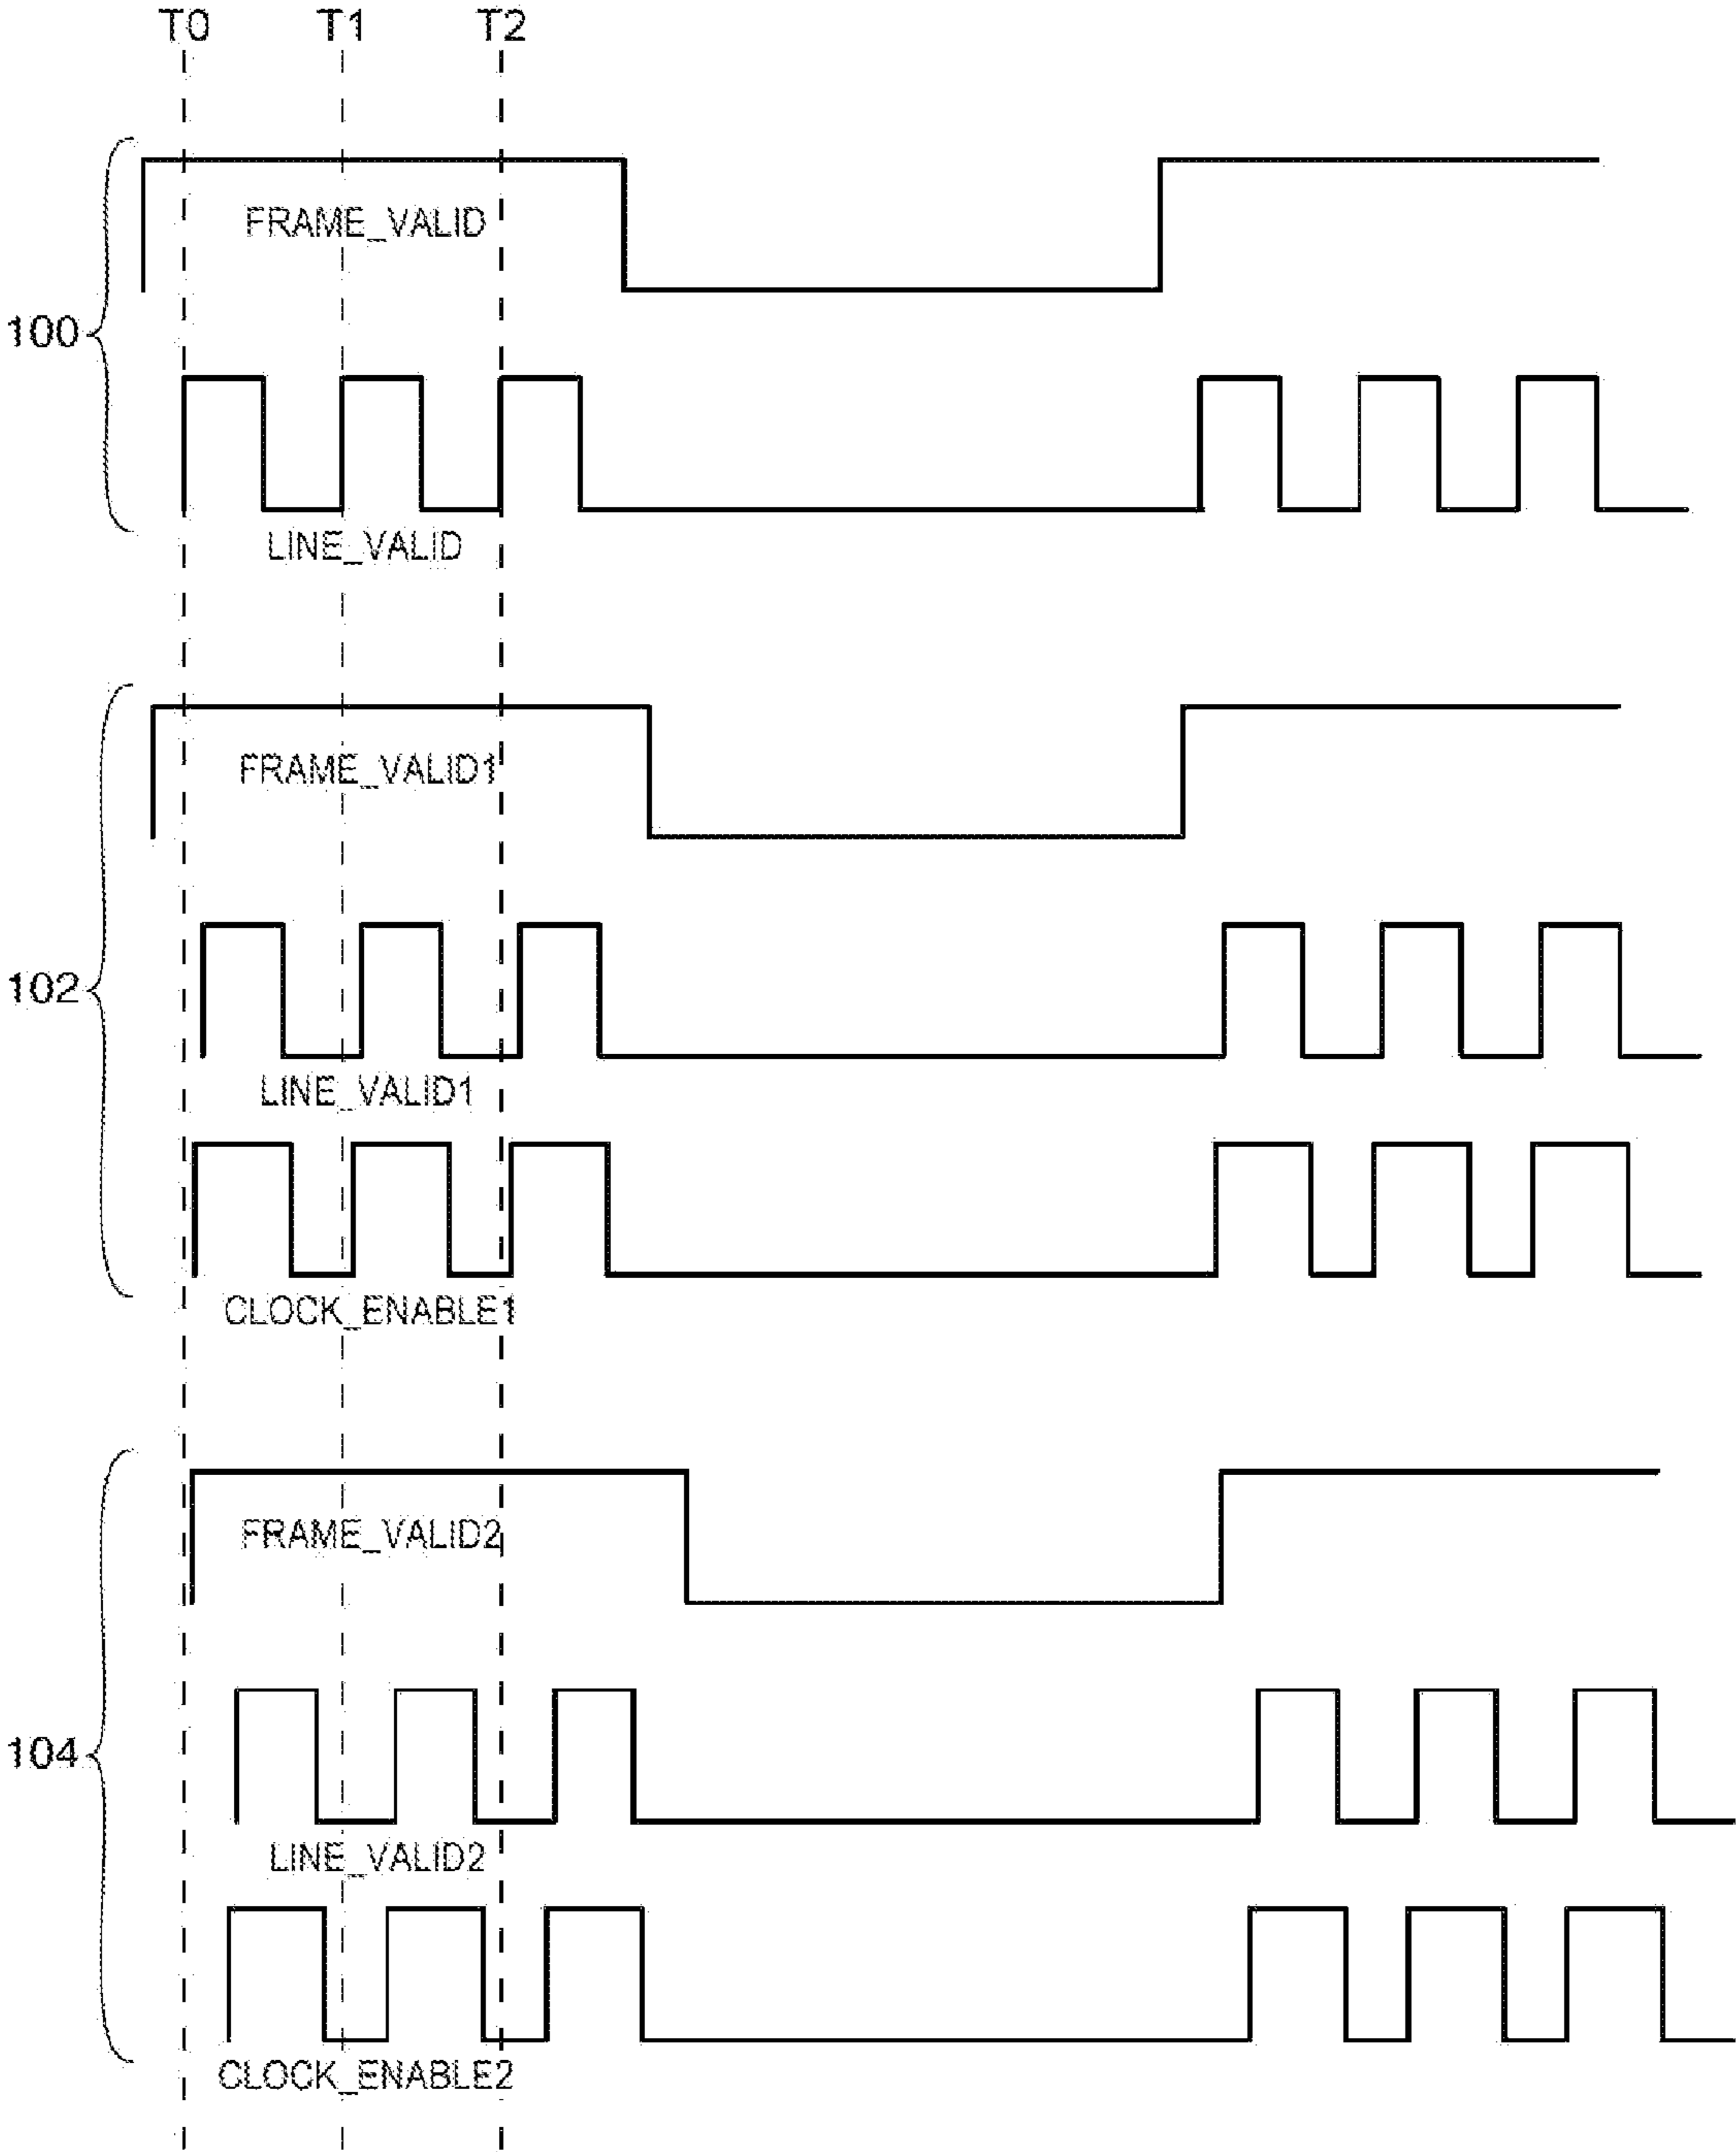 T0 T1 T2
FRAME_VALID
100
LINE_VALID
FRAME_VALID1
102
LINE_VALID1
CLOCK_ENABLE1
FRAME_VALID2
104
LINE_VALID2
CLOCK_ENABLE2